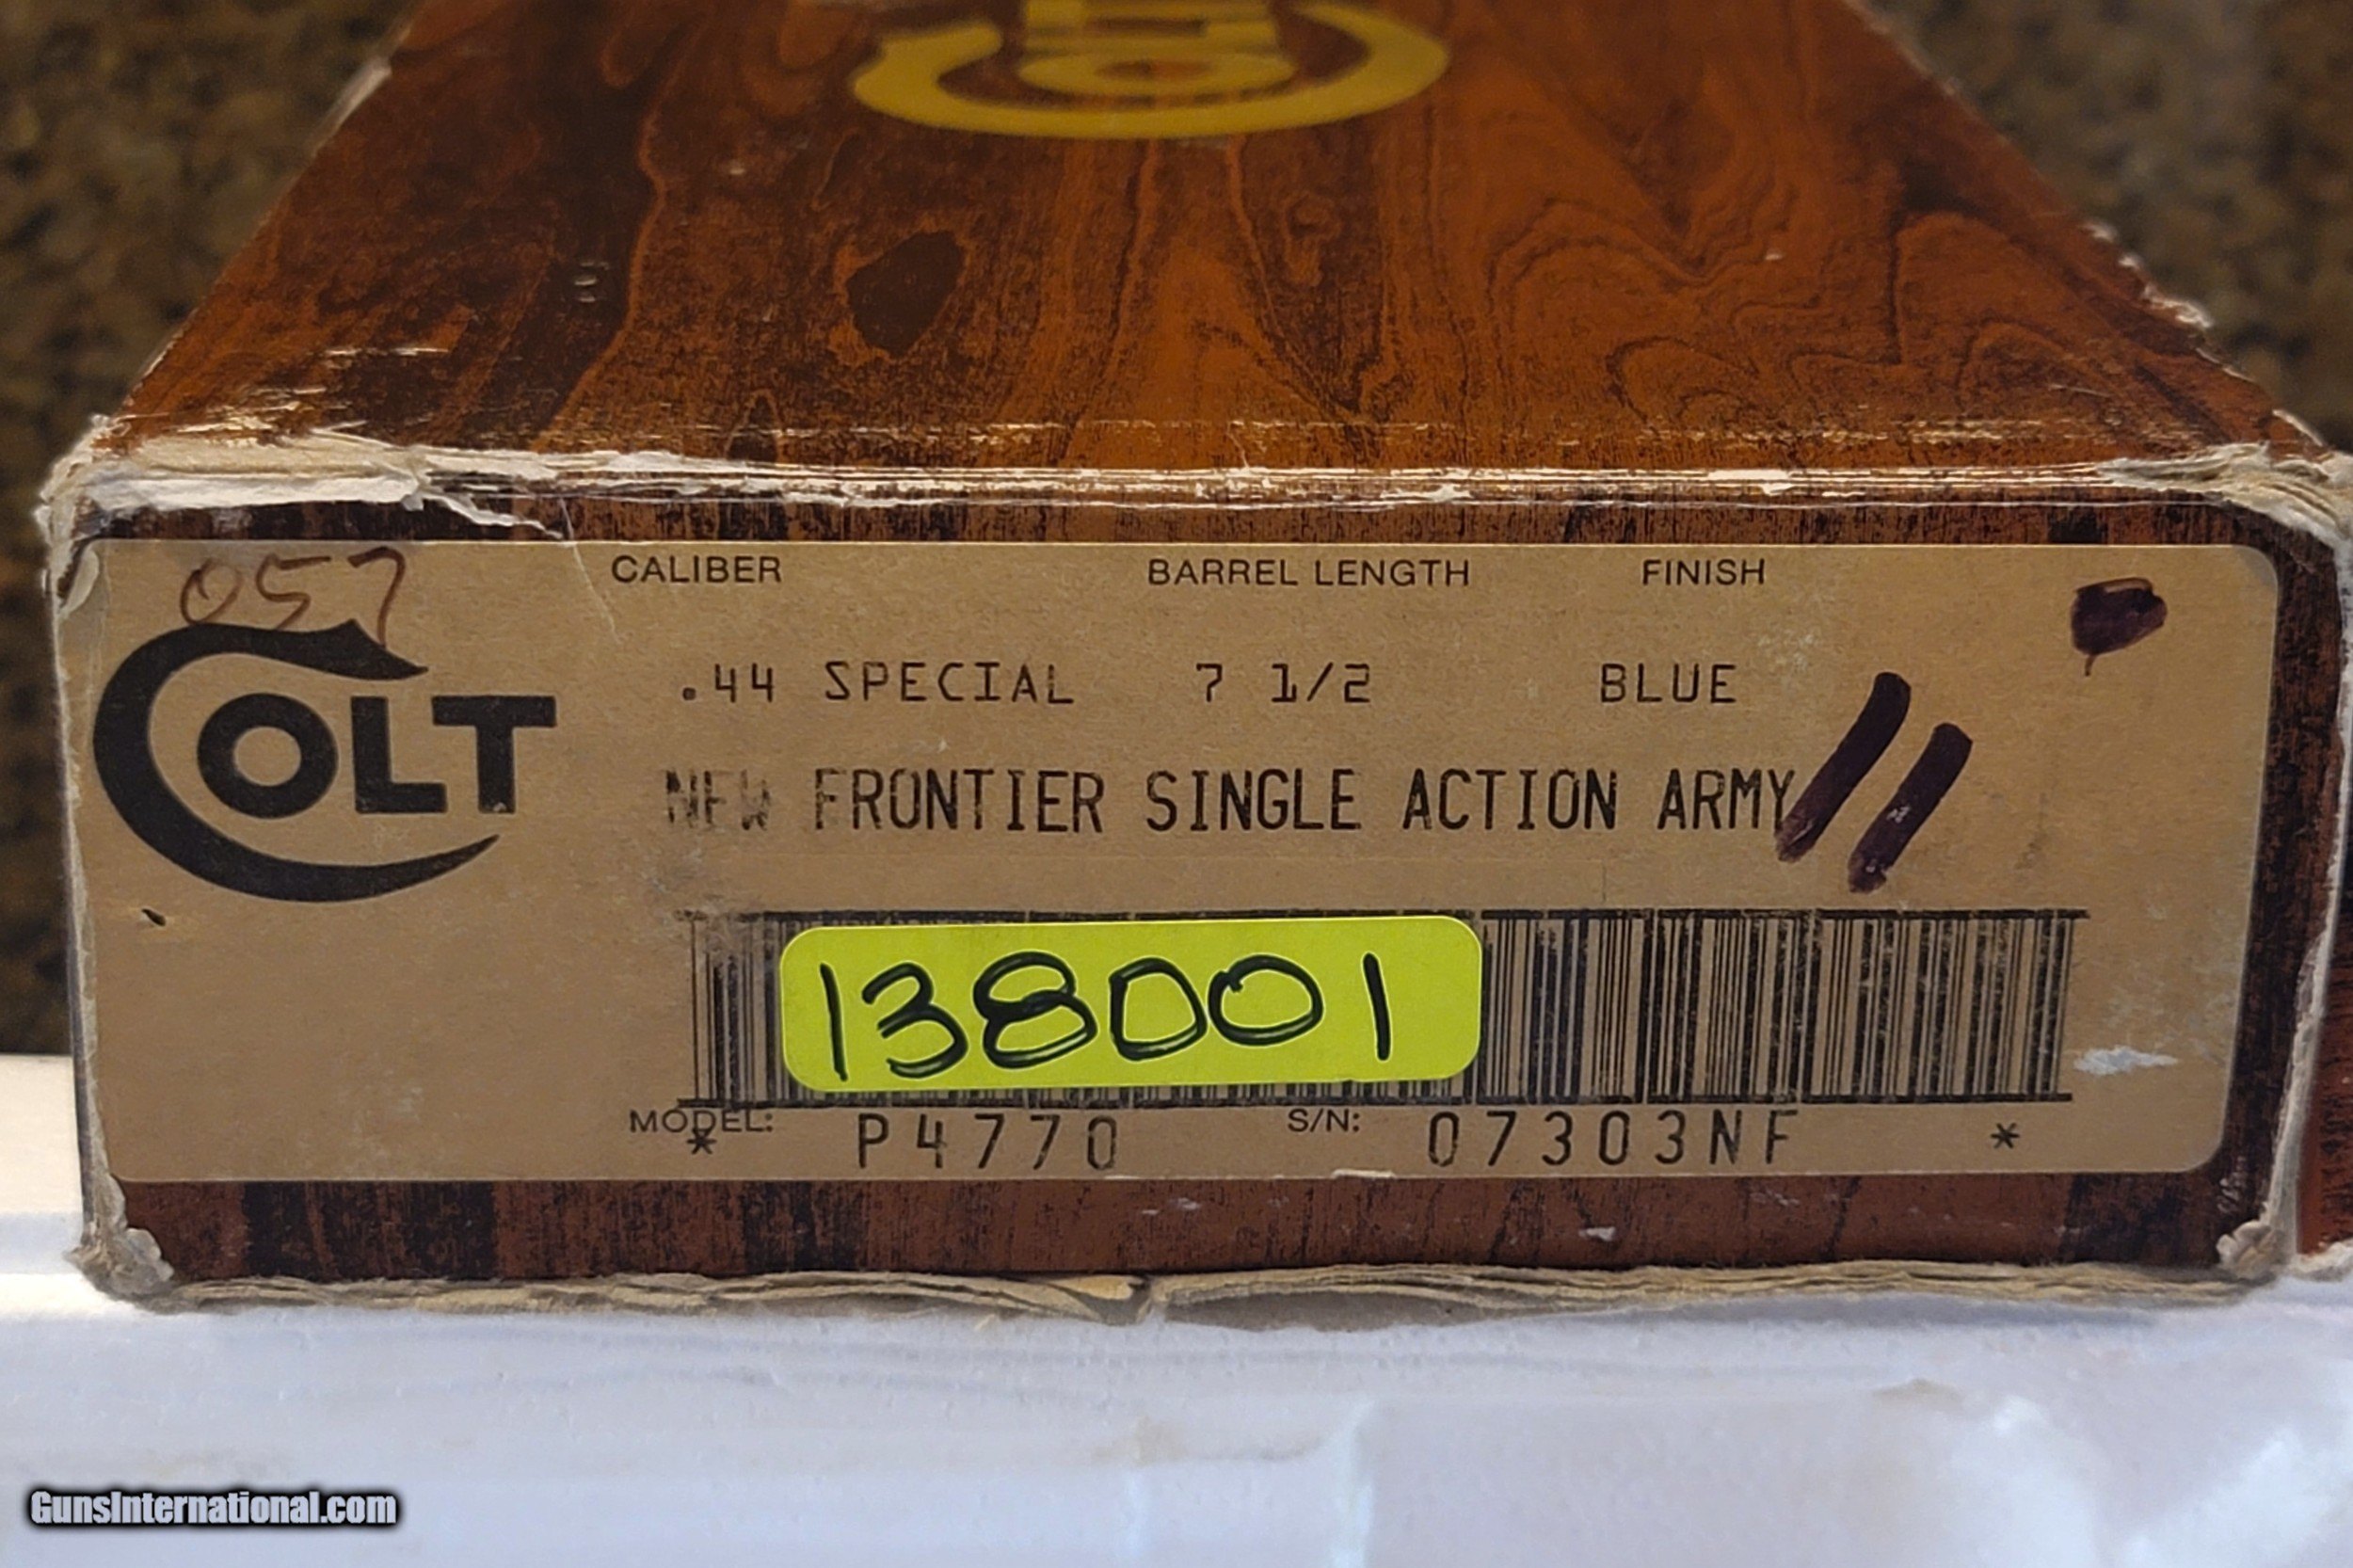 057
COLT
CALIBER BARREL LENGTH FINISH
.44 SPECIAL 7 1/2 BLUE
NEW FRONTIER SINGLE ACTION ARMY
138001
MODEL: P4770 S/N: 07303NF
* *
GunsInternational.com